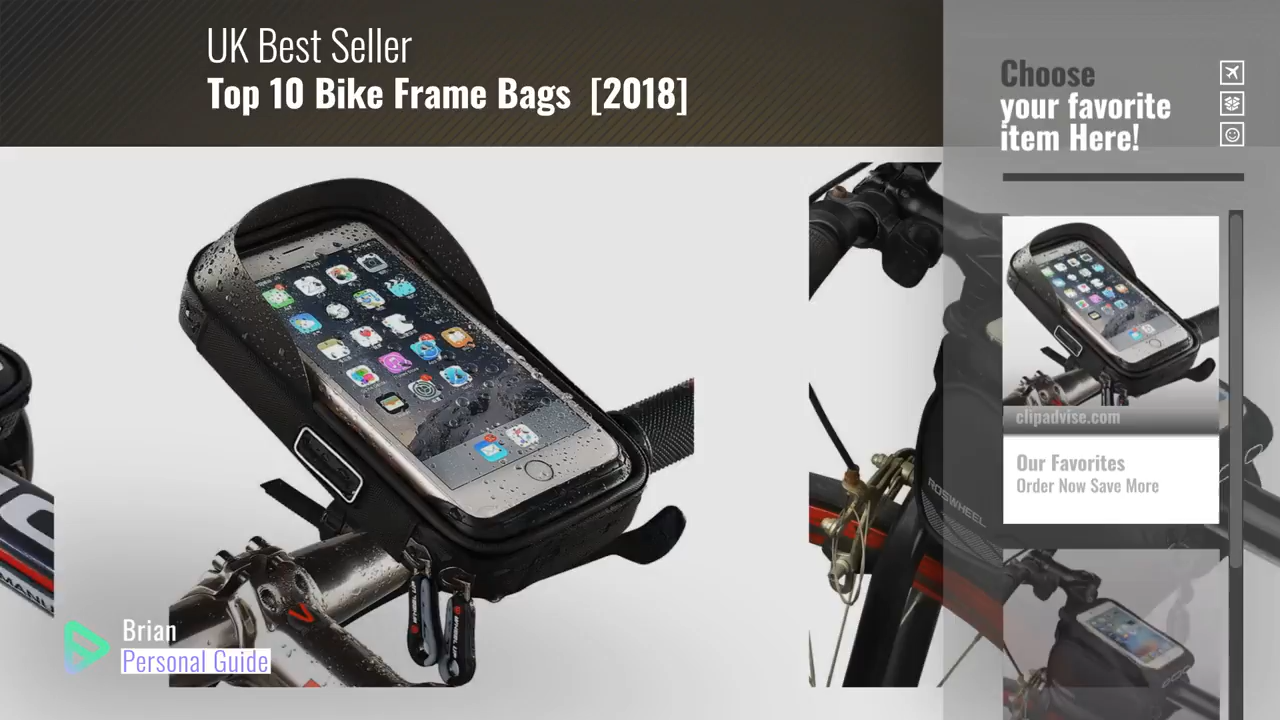 UK Best Seller
Top 10 Bike Frame Bags [2018]
Choose
your favorite
item Here!
ROSWHEEL
clipadvise.com
Our Favorites
Order Now Save More
Brian
Personal Guide